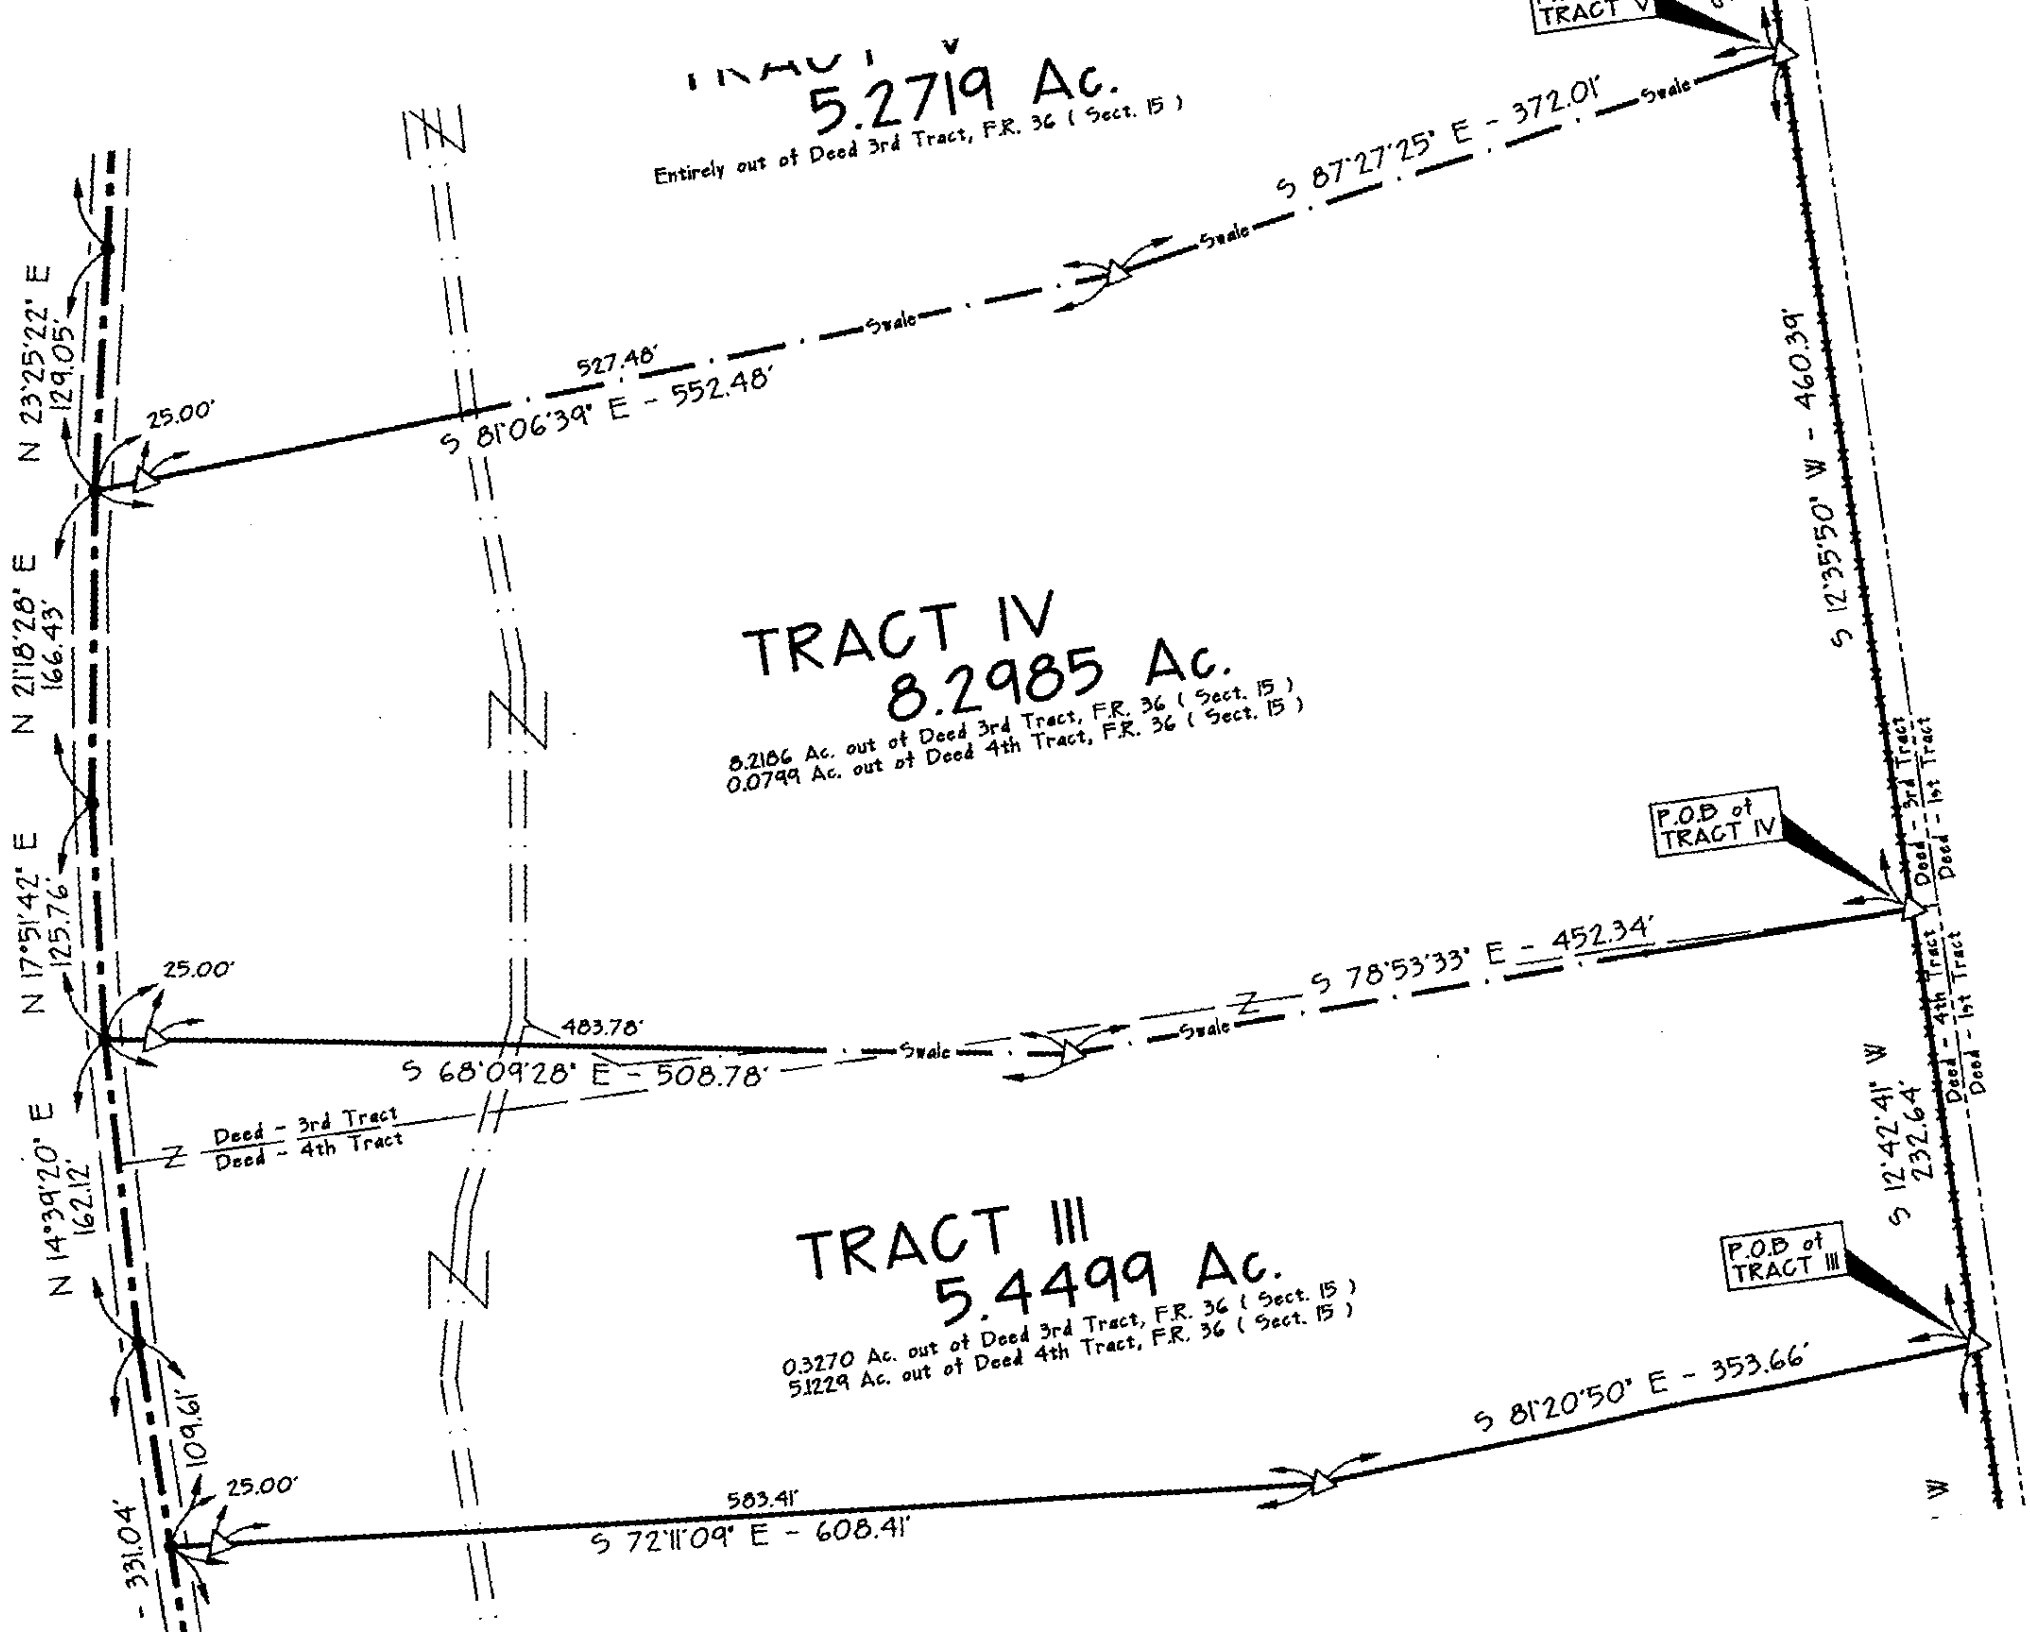 TRACT V
TRACT V
5.2719 Ac.
Entirely out of Deed 3rd Tract, F.R. 36 ( Sect. 15 )
S 87°27'25" E - 372.01'
Swale
Swale
Swale
N 23°25'22" E
129.05'
25.00'
527.48'
S 81°06'39" E - 552.48'
S 12°35'50" W - 460.39'
N 21°18'28" E
166.43'
TRACT IV
8.2985 Ac.
8.2186 Ac. out of Deed 3rd Tract, F.R. 36 ( Sect. 15 )
0.0799 Ac. out of Deed 4th Tract, F.R. 36 ( Sect. 15 )
Deed - 3rd Tract
Deed - 1st Tract
P.O.B of
TRACT IV
N 17°51'42" E
125.76'
25.00'
483.78'
S 68°09'28" E - 508.78'
Swale
Swale
Z
S 78°53'33" E - 452.34'
Deed - 4th Tract
Deed - 1st Tract
Z
Deed - 3rd Tract
Deed - 4th Tract
N 14°39'20" E
162.12'
S 12°42'41" W
232.64'
TRACT III
5.4499 Ac.
0.3270 Ac. out of Deed 3rd Tract, F.R. 36 ( Sect. 15 )
5.1229 Ac. out of Deed 4th Tract, F.R. 36 ( Sect. 15 )
P.O.B of
TRACT III
109.61'
25.00'
583.41'
S 72°11'09" E - 608.41'
S 81°20'50" E - 353.66'
- 331.04'
W